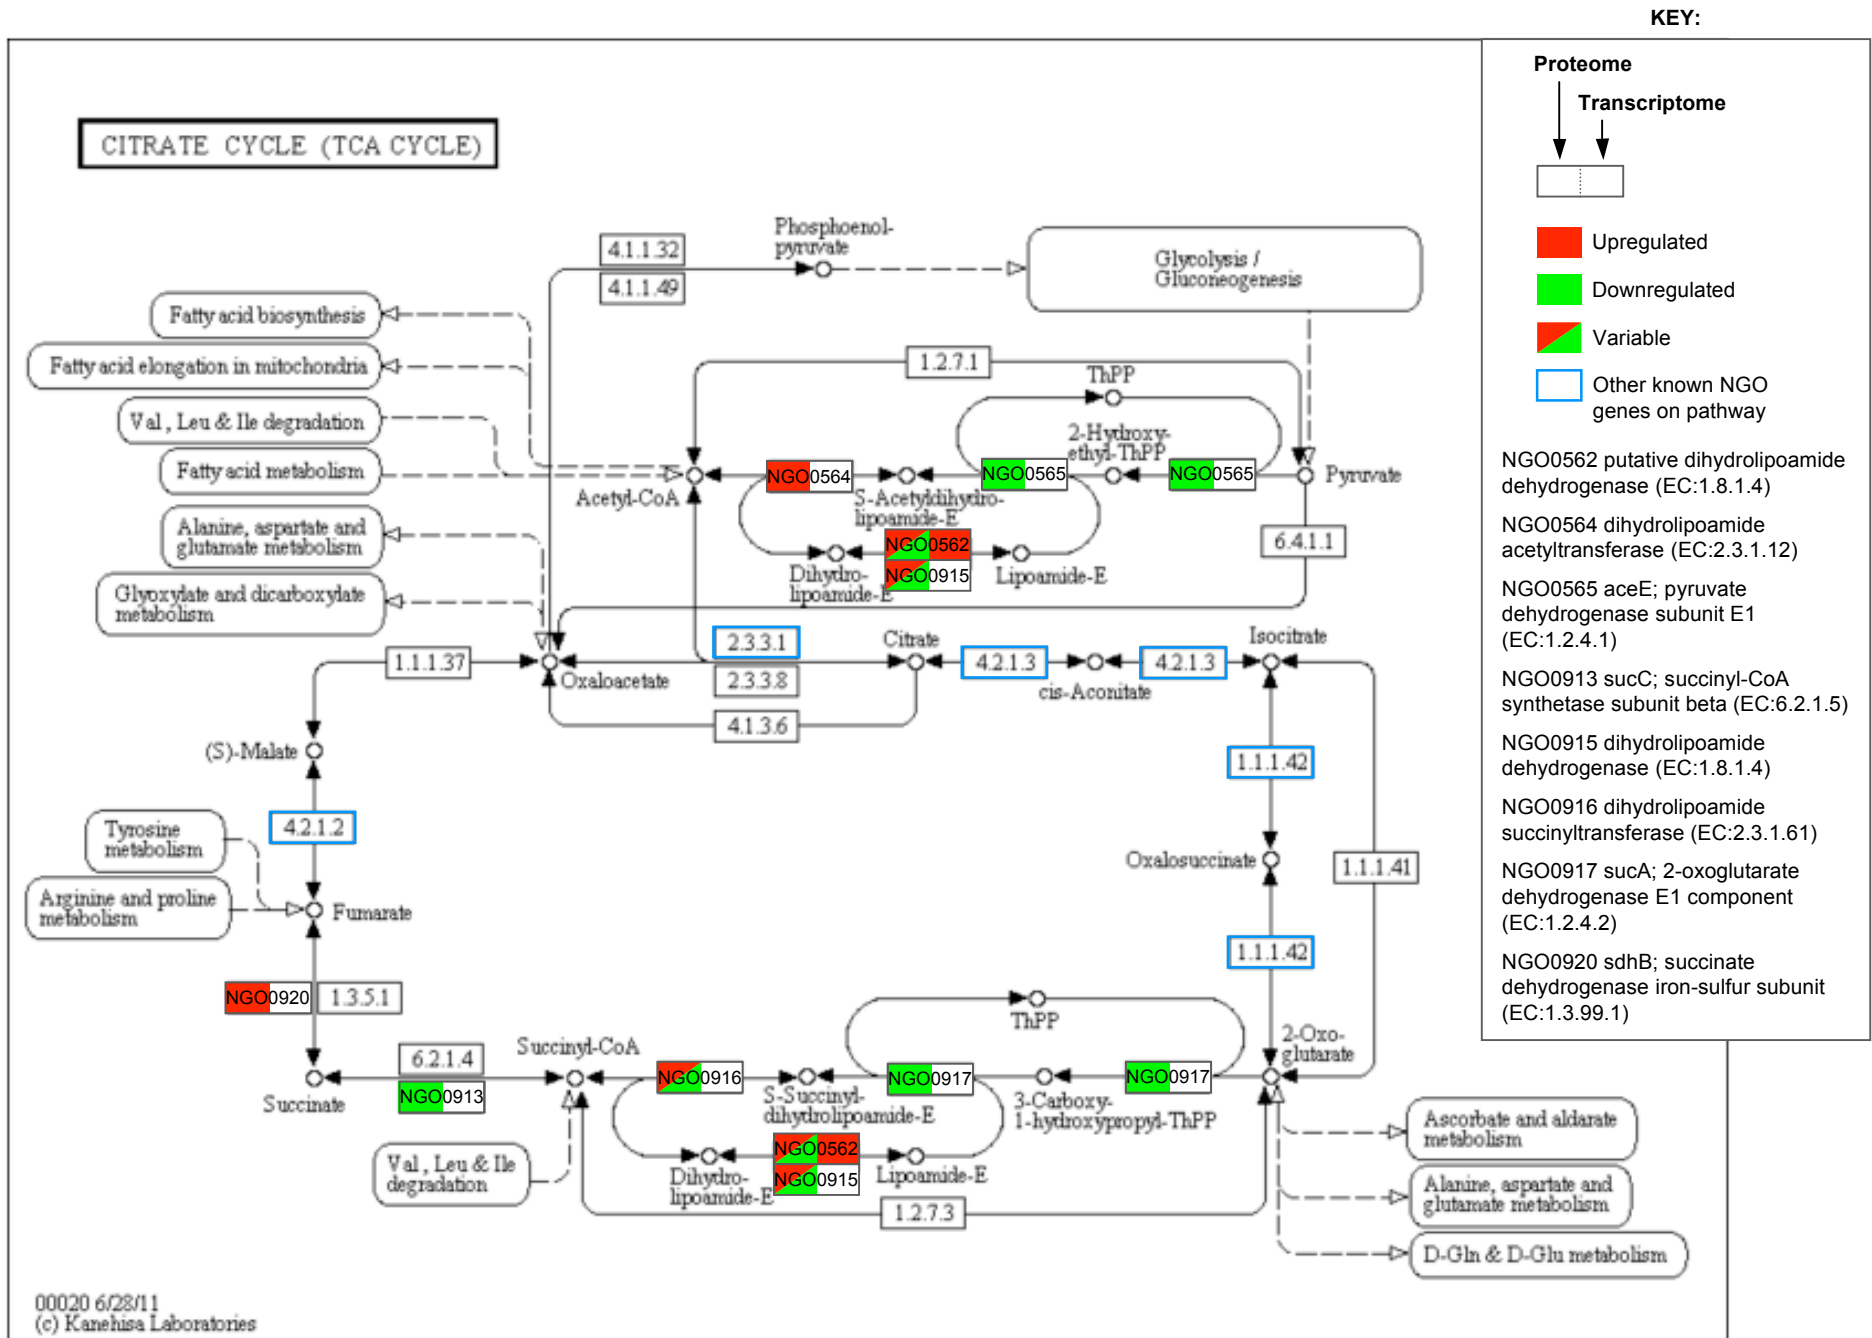 KEY:
Proteome
Transcriptome
Upregulated
Downregulated
Variable
Other known NGO
genes on pathway
NGO0562 putative dihydrolipoamide
dehydrogenase (EC:1.8.1.4)
NGO0564 dihydrolipoamide
acetyltransferase (EC:2.3.1.12)
NGO0565 aceE; pyruvate
dehydrogenase subunit E1
(EC:1.2.4.1)
NGO0913 sucC; succinyl-CoA
synthetase subunit beta (EC:6.2.1.5)
NGO0915 dihydrolipoamide
dehydrogenase (EC:1.8.1.4)
NGO0916 dihydrolipoamide
succinyltransferase (EC:2.3.1.61)
NGO0917 sucA; 2-oxoglutarate
dehydrogenase E1 component
(EC:1.2.4.2)
NGO0920 sdhB; succinate
dehydrogenase iron-sulfur subunit
(EC:1.3.99.1)
CITRATE CYCLE (TCA CYCLE)
Phosphoenol-
pyruvate
4.1.1.32
4.1.1.49
Glycolysis /
Gluconeogenesis
Fatty acid biosynthesis
Fatty acid elongation in mitochondria
Val, Leu & Ile degradation
Fatty acid metabolism
Alanine, aspartate and
glutamate metabolism
Glyoxylate and dicarboxylate
metabolism
1.2.7.1
ThPP
2-Hydroxy-
ethyl-ThPP
NGO0564
NGO0565
NGO0565
Pyruvate
Acetyl-CoA
S-Acetyldihydro-
lipoamide-E
NGO0562
NGO0915
Dihydro-
lipoamide-E
Lipoamide-E
6.4.1.1
1.1.1.37
Oxaloacetate
2.3.3.1
2.3.3.8
4.1.3.6
Citrate
4.2.1.3
cis-Aconitate
4.2.1.3
Isocitrate
(S)-Malate
4.2.1.2
1.1.1.42
Oxalosuccinate
1.1.1.41
1.1.1.42
Tyrosine
metabolism
Arginine and proline
metabolism
Fumarate
NGO0920
1.3.5.1
ThPP
2-Oxo-
glutarate
Succinyl-CoA
6.2.1.4
NGO0913
Succinate
NGO0916
NGO0917
NGO0917
S-Succinyl-
dihydrolipoamide-E
3-Carboxy-
1-hydroxypropyl-ThPP
NGO0562
NGO0915
Dihydro-
lipoamide-E
Lipoamide-E
Val, Leu & Ile
degradation
1.2.7.3
Ascorbate and aldarate
metabolism
Alanine, aspartate and
glutamate metabolism
D-Gln & D-Glu metabolism
00020 6/28/11
(c) Kanehisa Laboratories